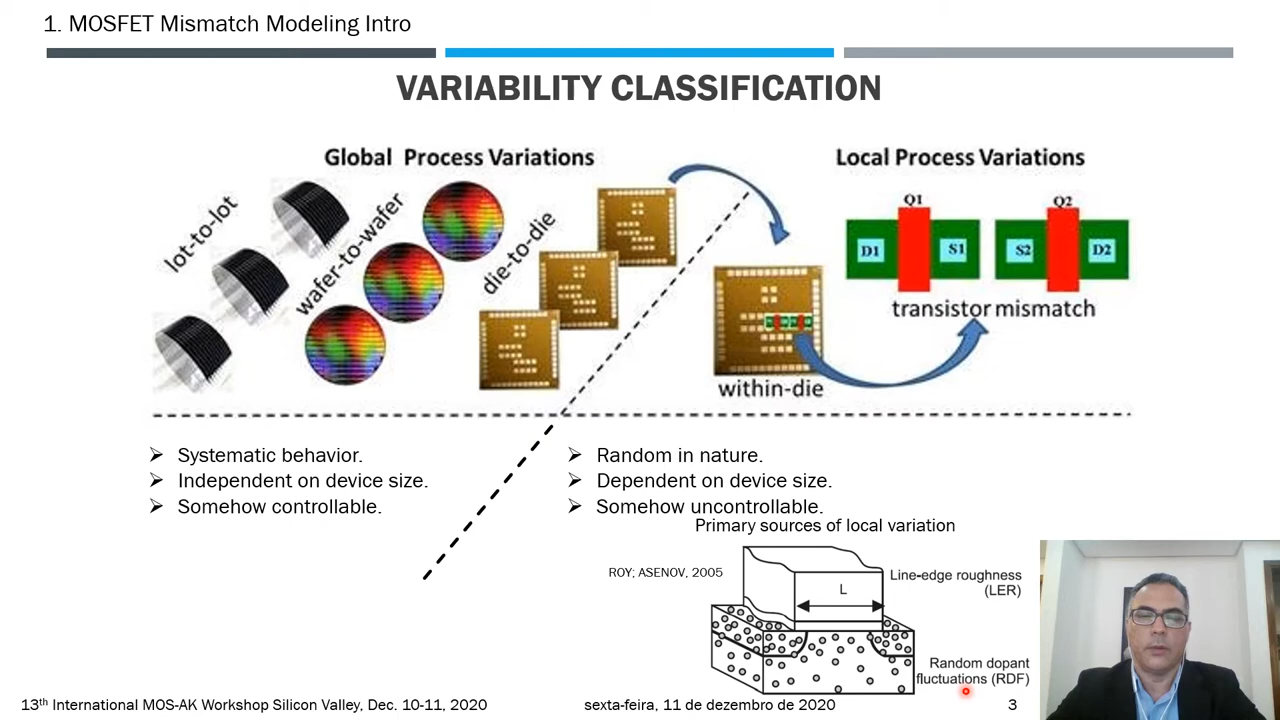 1. MOSFET Mismatch Modeling Intro
VARIABILITY CLASSIFICATION
Global Process Variations
Local Process Variations
lot-to-lot
wafer-to-wafer
die-to-die
Q1
Q2
D1
S1
S2
D2
transistor mismatch
within-die
Systematic behavior.
Independent on device size.
Somehow controllable.
Random in nature.
Dependent on device size.
Somehow uncontrollable.
Primary sources of local variation
ROY; ASENOV, 2005
L
Line-edge roughness
(LER)
Random dopant
fluctuations (RDF)
13th International MOS-AK Workshop Silicon Valley, Dec. 10-11, 2020
sexta-feira, 11 de dezembro de 2020
3